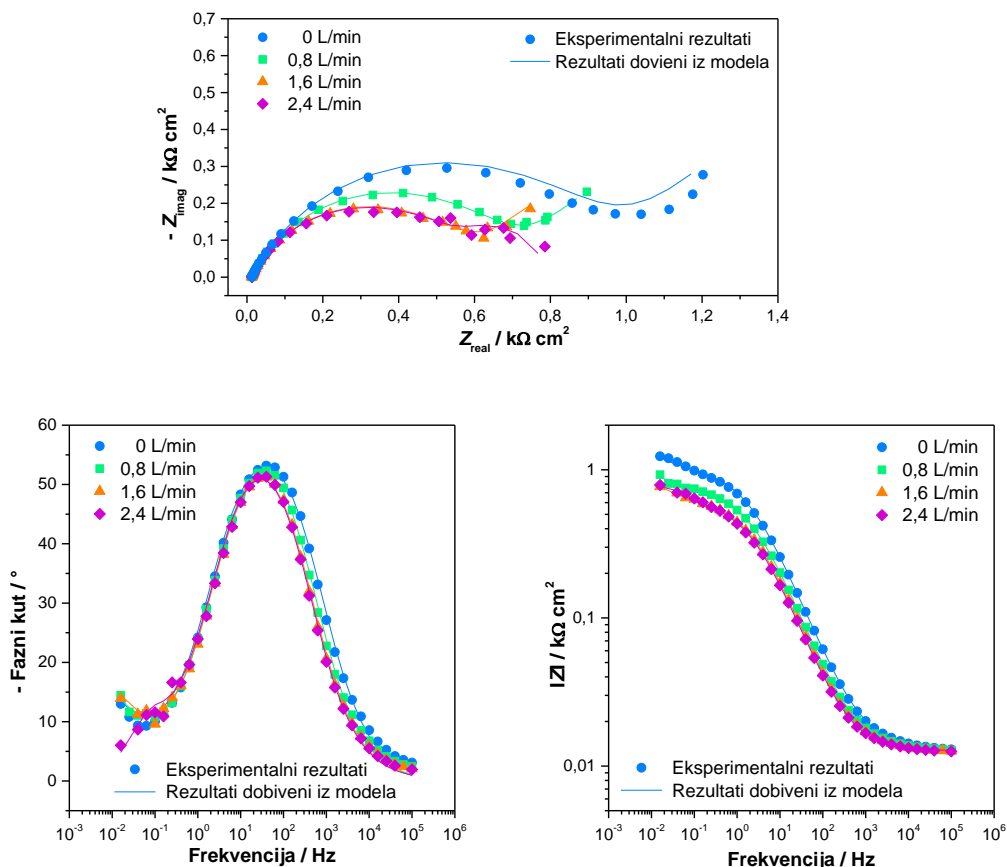 0,7
0,6
0,5
0,4
0,3
0,2
0,1
0,0
- Zimag / kΩ cm2
0 L/min
0,8 L/min
1,6 L/min
2,4 L/min
Eksperimentalni rezultati
Rezultati dovieni iz modela
0,0 0,2 0,4 0,6 0,8 1,0 1,2 1,4
Zreal / kΩ cm2
60
50
40
30
20
10
0
- Fazni kut / °
0 L/min
0,8 L/min
1,6 L/min
2,4 L/min
Eksperimentalni rezultati
Rezultati dobiveni iz modela
10-3 10-2 10-1 100 101 102 103 104 105 106
Frekvencija / Hz
1
0,1
0,01
|Z| / kΩ cm2
0 L/min
0,8 L/min
1,6 L/min
2,4 L/min
Eksperimentalni rezultati
Rezultati dobiveni iz modela
10-3 10-2 10-1 100 101 102 103 104 105 106
Frekvencija / Hz